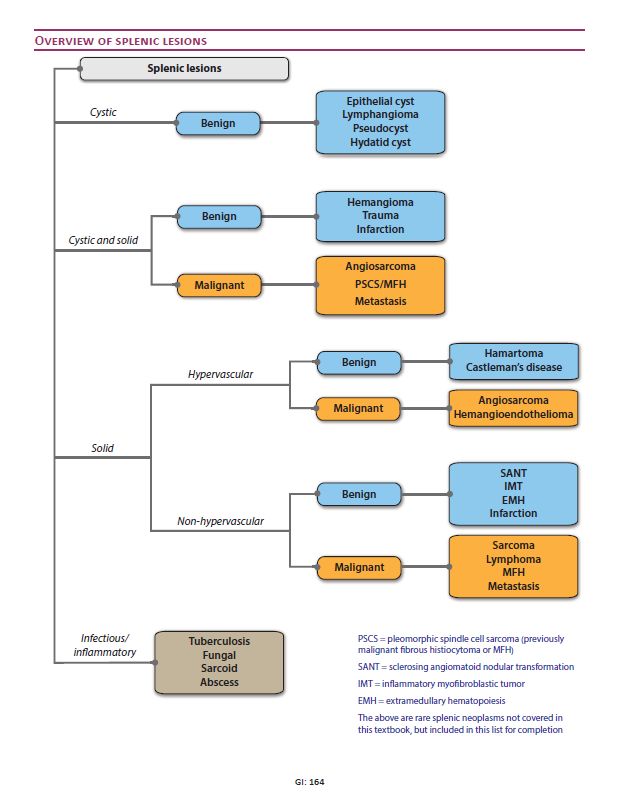 OVERVIEW OF SPLENIC LESIONS
Splenic lesions
Cystic
Benign
Epithelial cyst
Lymphangioma
Pseudocyst
Hydatid cyst
Cystic and solid
Benign
Hemangioma
Trauma
Infarction
Malignant
Angiosarcoma
PSCS/MFH
Metastasis
Solid
Hypervascular
Benign
Hamartoma
Castleman's disease
Malignant
Angiosarcoma
Hemangioendothelioma
Non-hypervascular
Benign
SANT
IMT
EMH
Infarction
Malignant
Sarcoma
Lymphoma
MFH
Metastasis
Infectious/
inflammatory
Tuberculosis
Fungal
Sarcoid
Abscess
PSCS = pleomorphic spindle cell sarcoma (previously
malignant fibrous histiocytoma or MFH)
SANT = sclerosing angiomatoid nodular transformation
IMT = inflammatory myofibroblastic tumor
EMH = extramedullary hematopoiesis
The above are rare splenic neoplasms not covered in
this textbook, but included in this list for completion
GI: 164